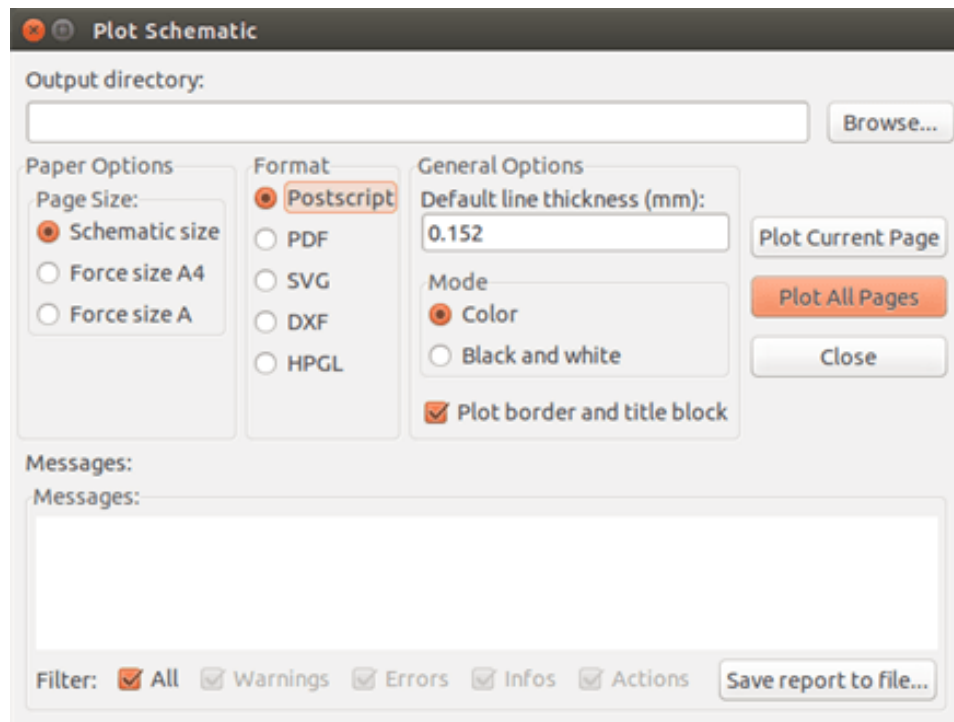 Plot Schematic
Output directory:
Browse...
Paper Options
Page Size:
Schematic size
Force size A4
Force size A
Format
Postscript
PDF
SVG
DXF
HPGL
General Options
Default line thickness (mm):
0.152
Mode
Color
Black and white
Plot border and title block
Plot Current Page
Plot All Pages
Close
Messages:
Messages:
Filter: All Warnings Errors Infos Actions Save report to file...